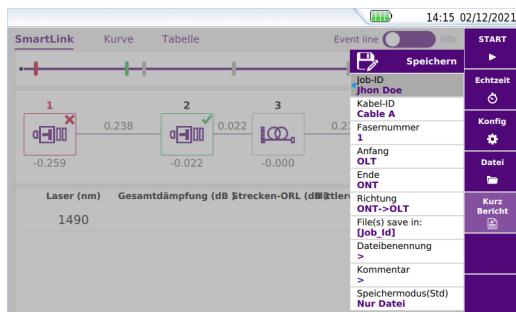 14:15 02/12/2021
SmartLink Kurve Tabelle Event line Info
START
Speichern
Job-ID
Jhon Doe
Kabel-ID
Cable A
Fasernummer
1
Anfang
OLT
Ende
ONT
Richtung
ONT->OLT
File(s) save in:
[Job_Id]
Dateibenennung
>
Kommentar
>
Speichermodus(Std)
Nur Datei
Echtzeit
Konfig
Datei
Kurz
Bericht
1 2 3
0.238 0.022
-0.259 -0.022 -0.000
Laser (nm) Gesamtdämpfung (dB) Strecken-ORL (dB)
1490